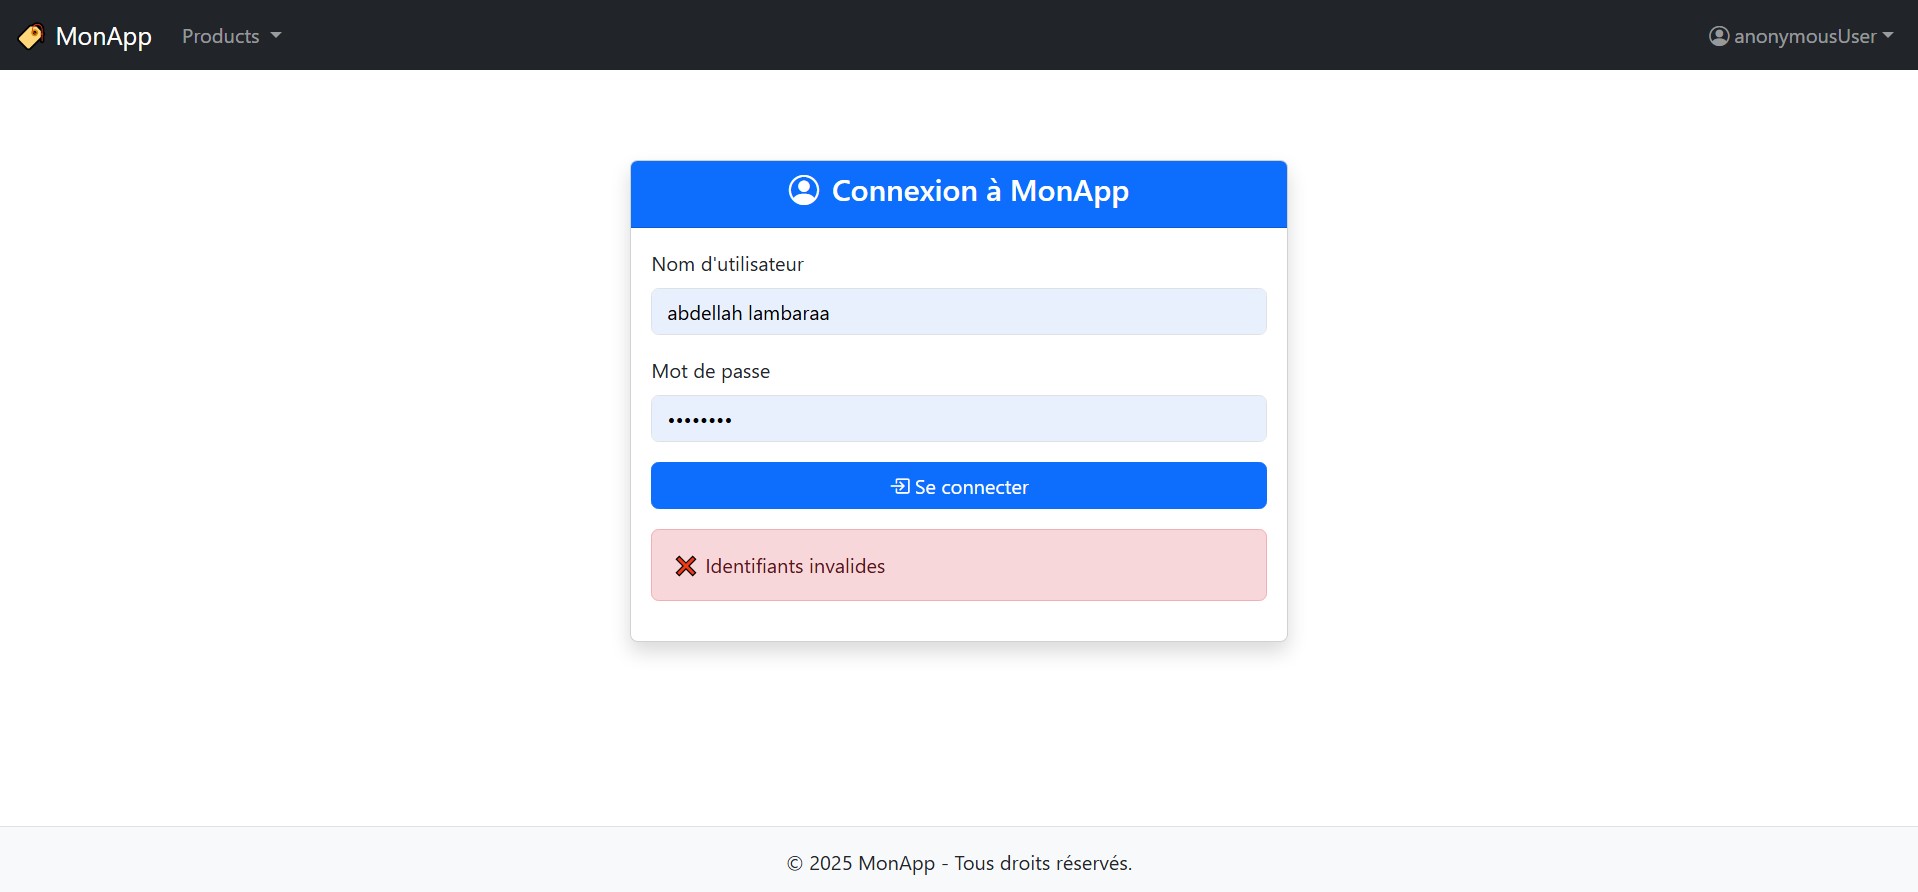 MonApp Products anonymousUser
Connexion à MonApp
Nom d'utilisateur
abdellah lambaraa
Mot de passe
••••••••
Se connecter
❌ Identifiants invalides
© 2025 MonApp - Tous droits réservés.